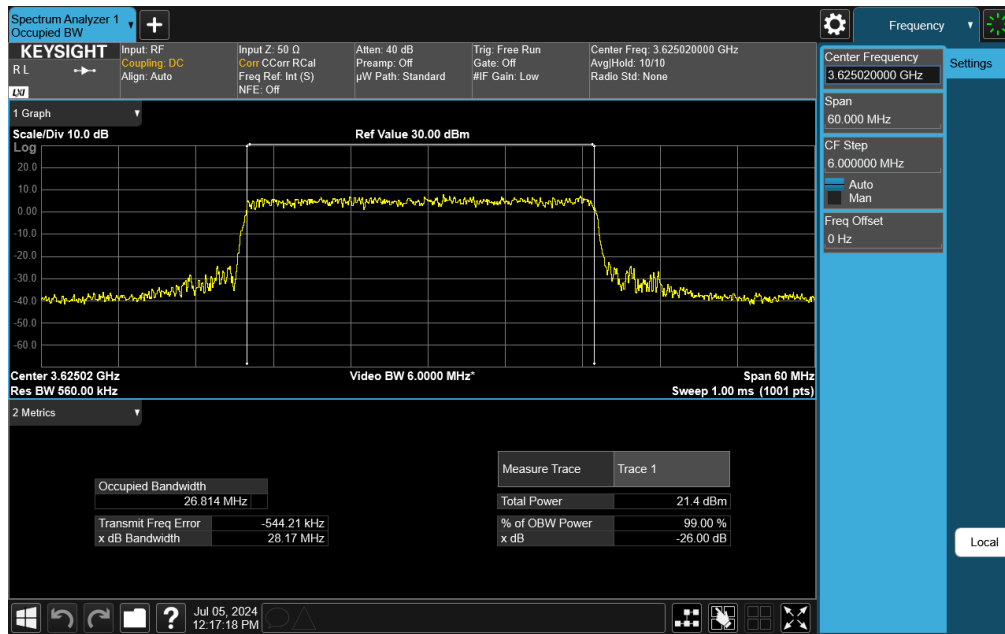 Spectrum Analyzer 1
Occupied BW
Frequency
KEYSIGHT
R L
LXI
Input: RF
Coupling: DC
Align: Auto
Input Z: 50 Ω
Corr CCorr RCal
Freq Ref: Int (S)
NFE: Off
Atten: 40 dB
Preamp: Off
µW Path: Standard
Trig: Free Run
Gate: Off
#IF Gain: Low
Center Freq: 3.625020000 GHz
Avg|Hold: 10/10
Radio Std: None
Center Frequency
3.625020000 GHz
Settings
Span
60.000 MHz
CF Step
6.000000 MHz
Auto
Man
Freq Offset
0 Hz
Local
1 Graph
Scale/Div 10.0 dB
Ref Value 30.00 dBm
Log
20.0
10.0
0.00
-10.0
-20.0
-30.0
-40.0
-50.0
-60.0
Center 3.62502 GHz
Video BW 6.0000 MHz*
Span 60 MHz
Res BW 560.00 kHz
Sweep 1.00 ms (1001 pts)
2 Metrics
Measure Trace Trace 1
Occupied Bandwidth
26.814 MHz
Total Power 21.4 dBm
Transmit Freq Error -544.21 kHz
% of OBW Power 99.00 %
x dB Bandwidth 28.17 MHz
x dB -26.00 dB
?
Jul 05, 2024
12:17:18 PM